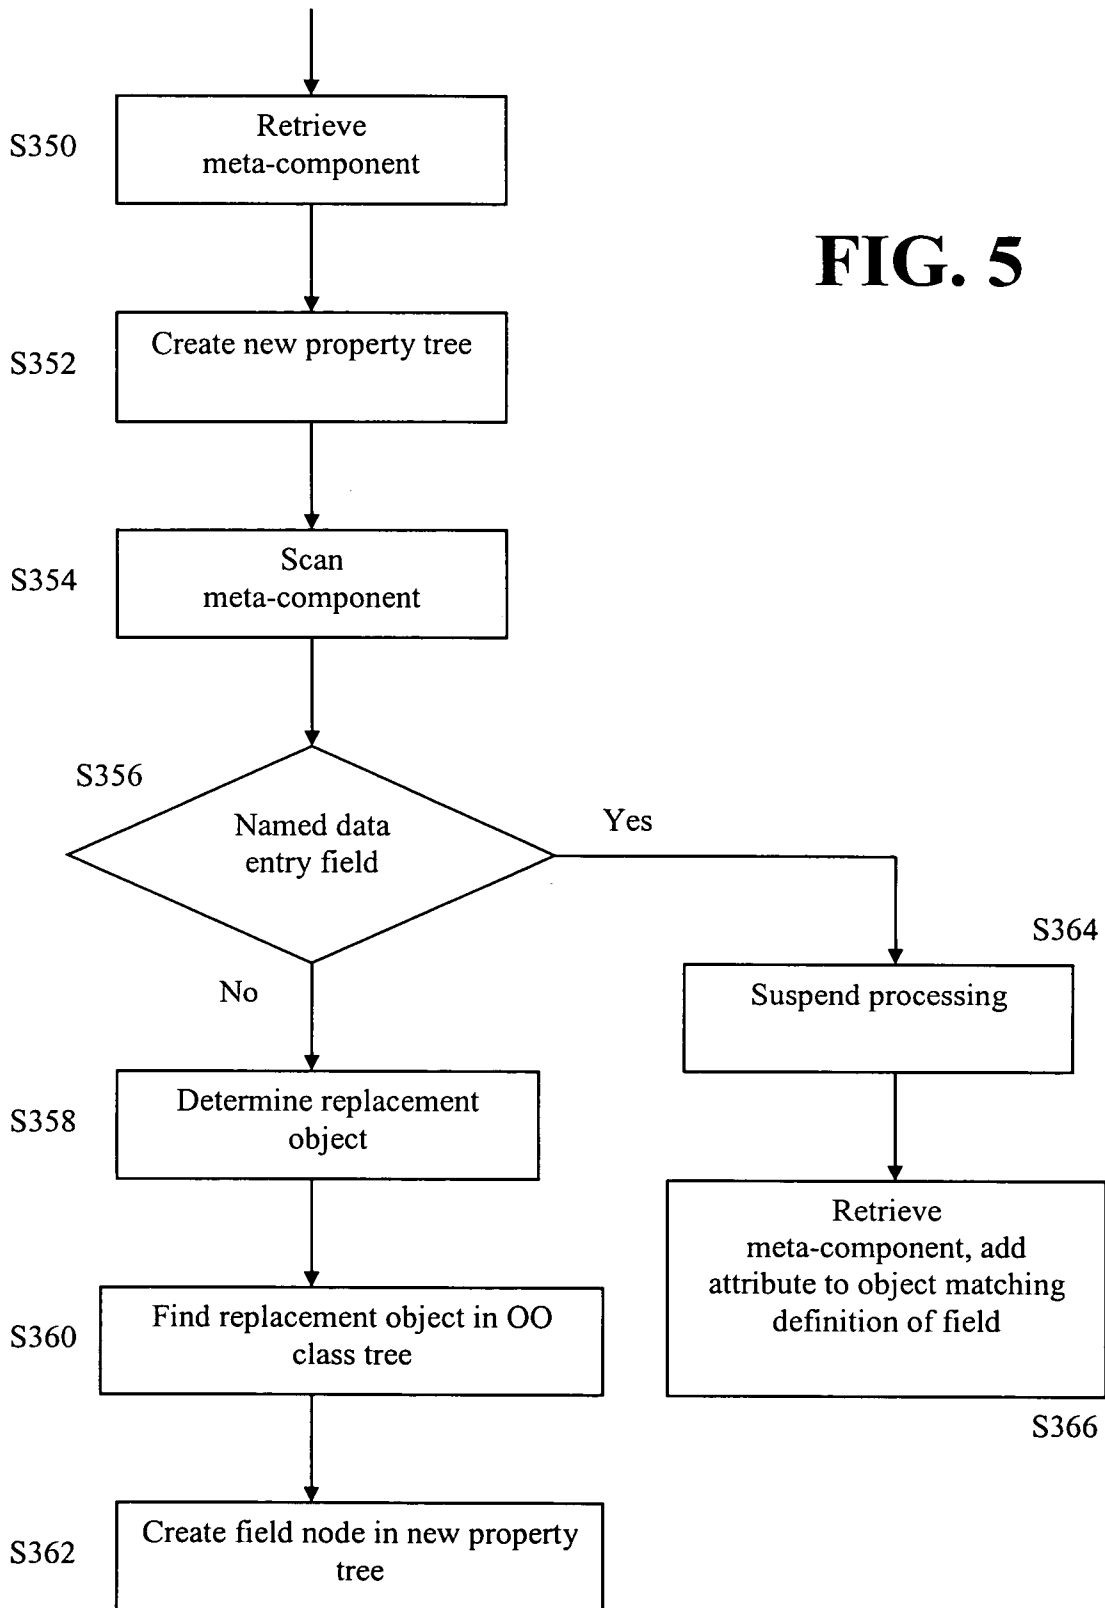 S350
Retrieve
meta-component
FIG. 5
S352
Create new property tree
S354
Scan
meta-component
S356
Named data
entry field
Yes
No
S364
Suspend processing
S358
Determine replacement
object
Retrieve
meta-component, add
attribute to object matching
definition of field
S366
S360
Find replacement object in OO
class tree
S362
Create field node in new property
tree